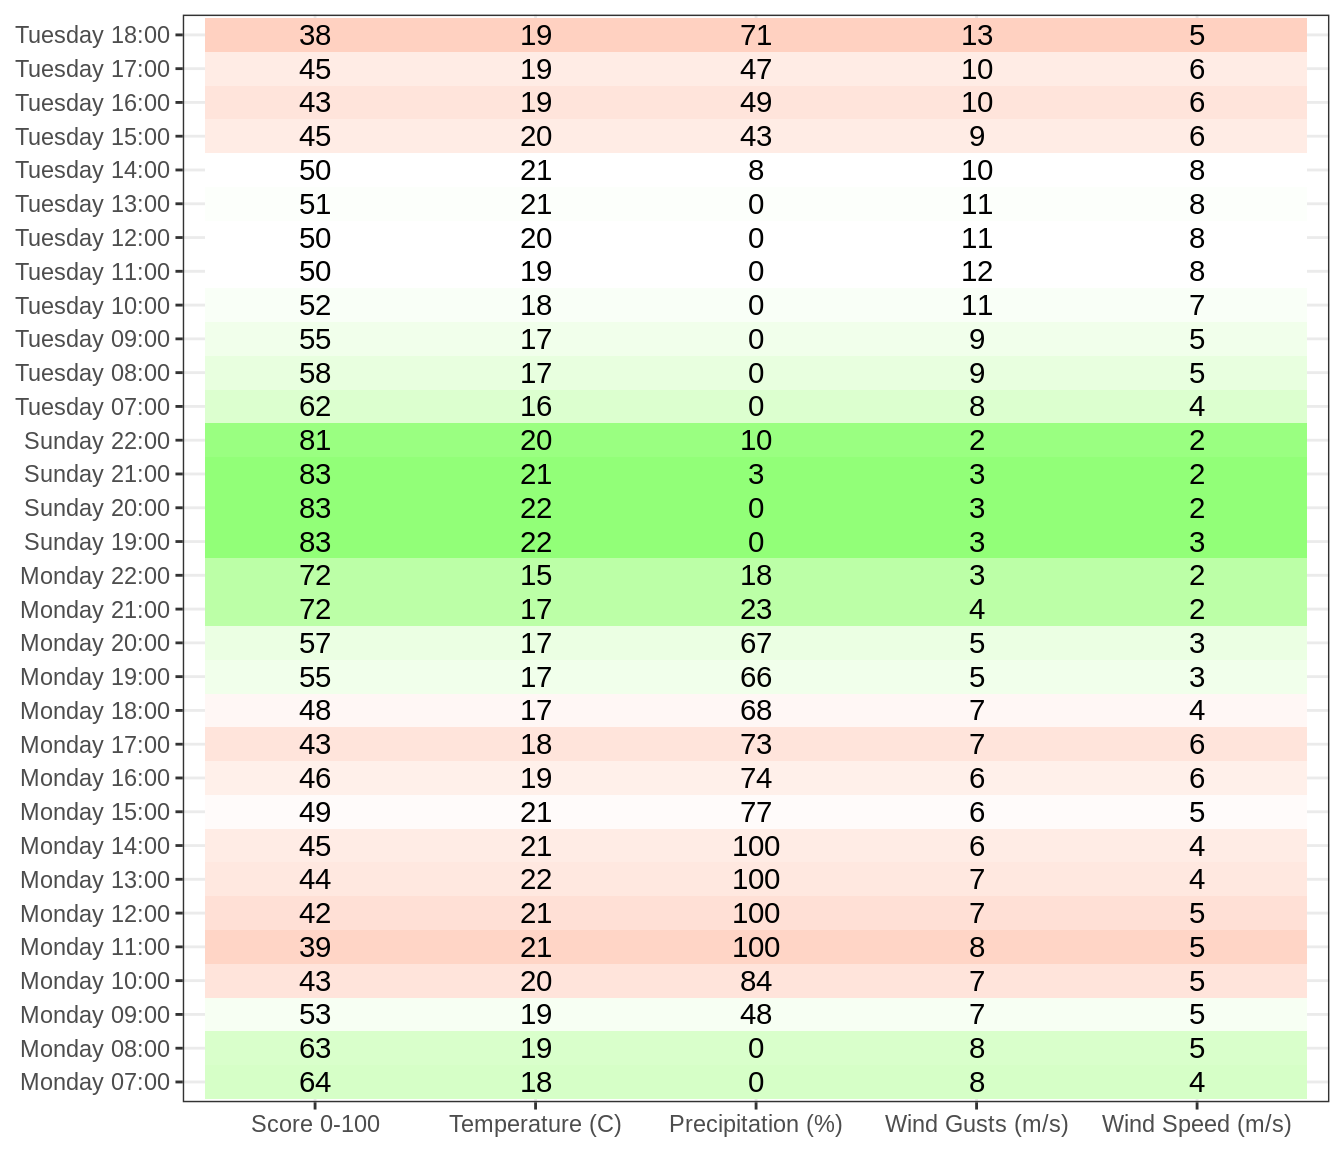 Tuesday 18:00 38 19 71 13 5
Tuesday 17:00 45 19 47 10 6
Tuesday 16:00 43 19 49 10 6
Tuesday 15:00 45 20 43 9 6
Tuesday 14:00 50 21 8 10 8
Tuesday 13:00 51 21 0 11 8
Tuesday 12:00 50 20 0 11 8
Tuesday 11:00 50 19 0 12 8
Tuesday 10:00 52 18 0 11 7
Tuesday 09:00 55 17 0 9 5
Tuesday 08:00 58 17 0 9 5
Tuesday 07:00 62 16 0 8 4
Sunday 22:00 81 20 10 2 2
Sunday 21:00 83 21 3 3 2
Sunday 20:00 83 22 0 3 2
Sunday 19:00 83 22 0 3 3
Monday 22:00 72 15 18 3 2
Monday 21:00 72 17 23 4 2
Monday 20:00 57 17 67 5 3
Monday 19:00 55 17 66 5 3
Monday 18:00 48 17 68 7 4
Monday 17:00 43 18 73 7 6
Monday 16:00 46 19 74 6 6
Monday 15:00 49 21 77 6 5
Monday 14:00 45 21 100 6 4
Monday 13:00 44 22 100 7 4
Monday 12:00 42 21 100 7 5
Monday 11:00 39 21 100 8 5
Monday 10:00 43 20 84 7 5
Monday 09:00 53 19 48 7 5
Monday 08:00 63 19 0 8 5
Monday 07:00 64 18 0 8 4
Score 0-100 Temperature (C) Precipitation (%) Wind Gusts (m/s) Wind Speed (m/s)